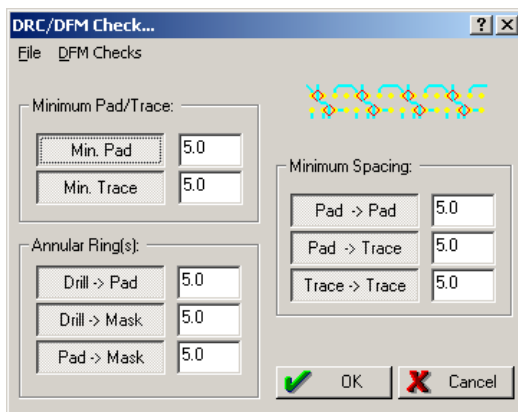 DRC/DFM Check...
File DFM Checks
Minimum Pad/Trace:
Min. Pad 5.0
Min. Trace 5.0
Annular Ring(s):
Drill -> Pad 5.0
Drill -> Mask 5.0
Pad -> Mask 5.0
Minimum Spacing:
Pad -> Pad 5.0
Pad -> Trace 5.0
Trace -> Trace 5.0
OK Cancel